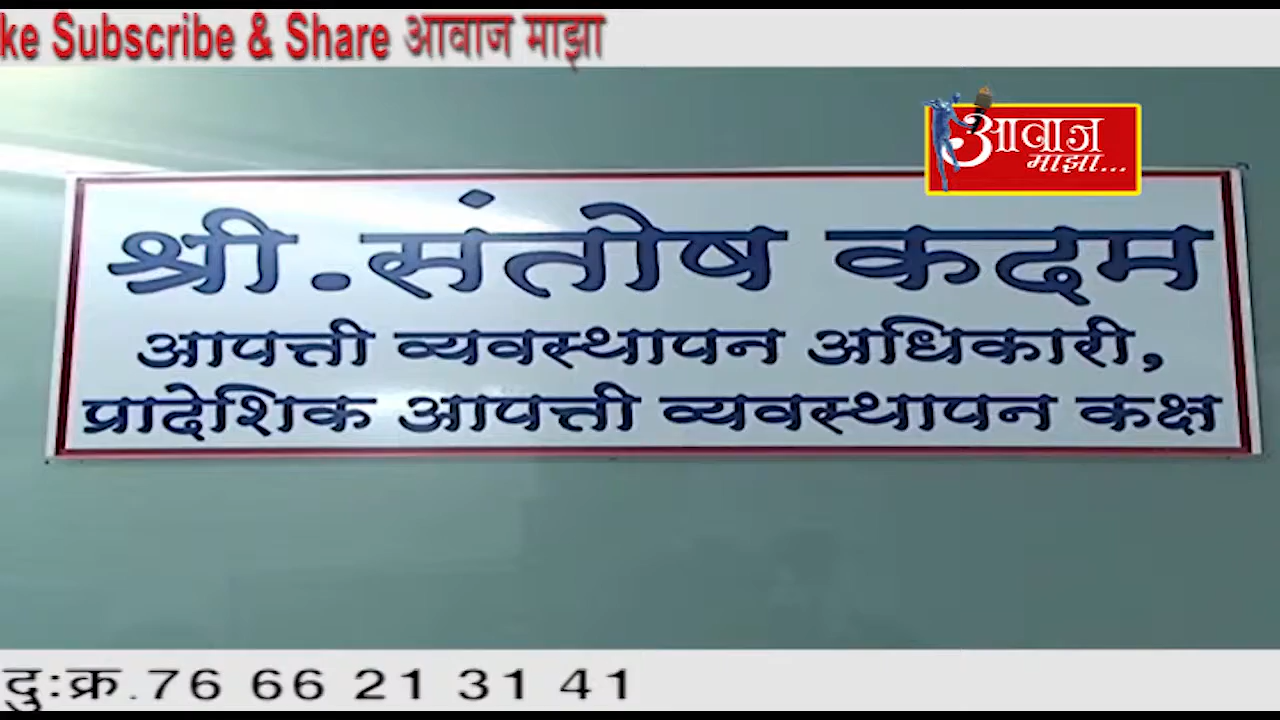 ke Subscribe & Share आवाज माझा
आवाज
माझा...
श्री.संतोष कदम
आपत्ती व्यवस्थापन अधिकारी,
प्रादेशिक आपत्ती व्यवस्थापन कक्ष
दुःक्र.76 66 21 31 41